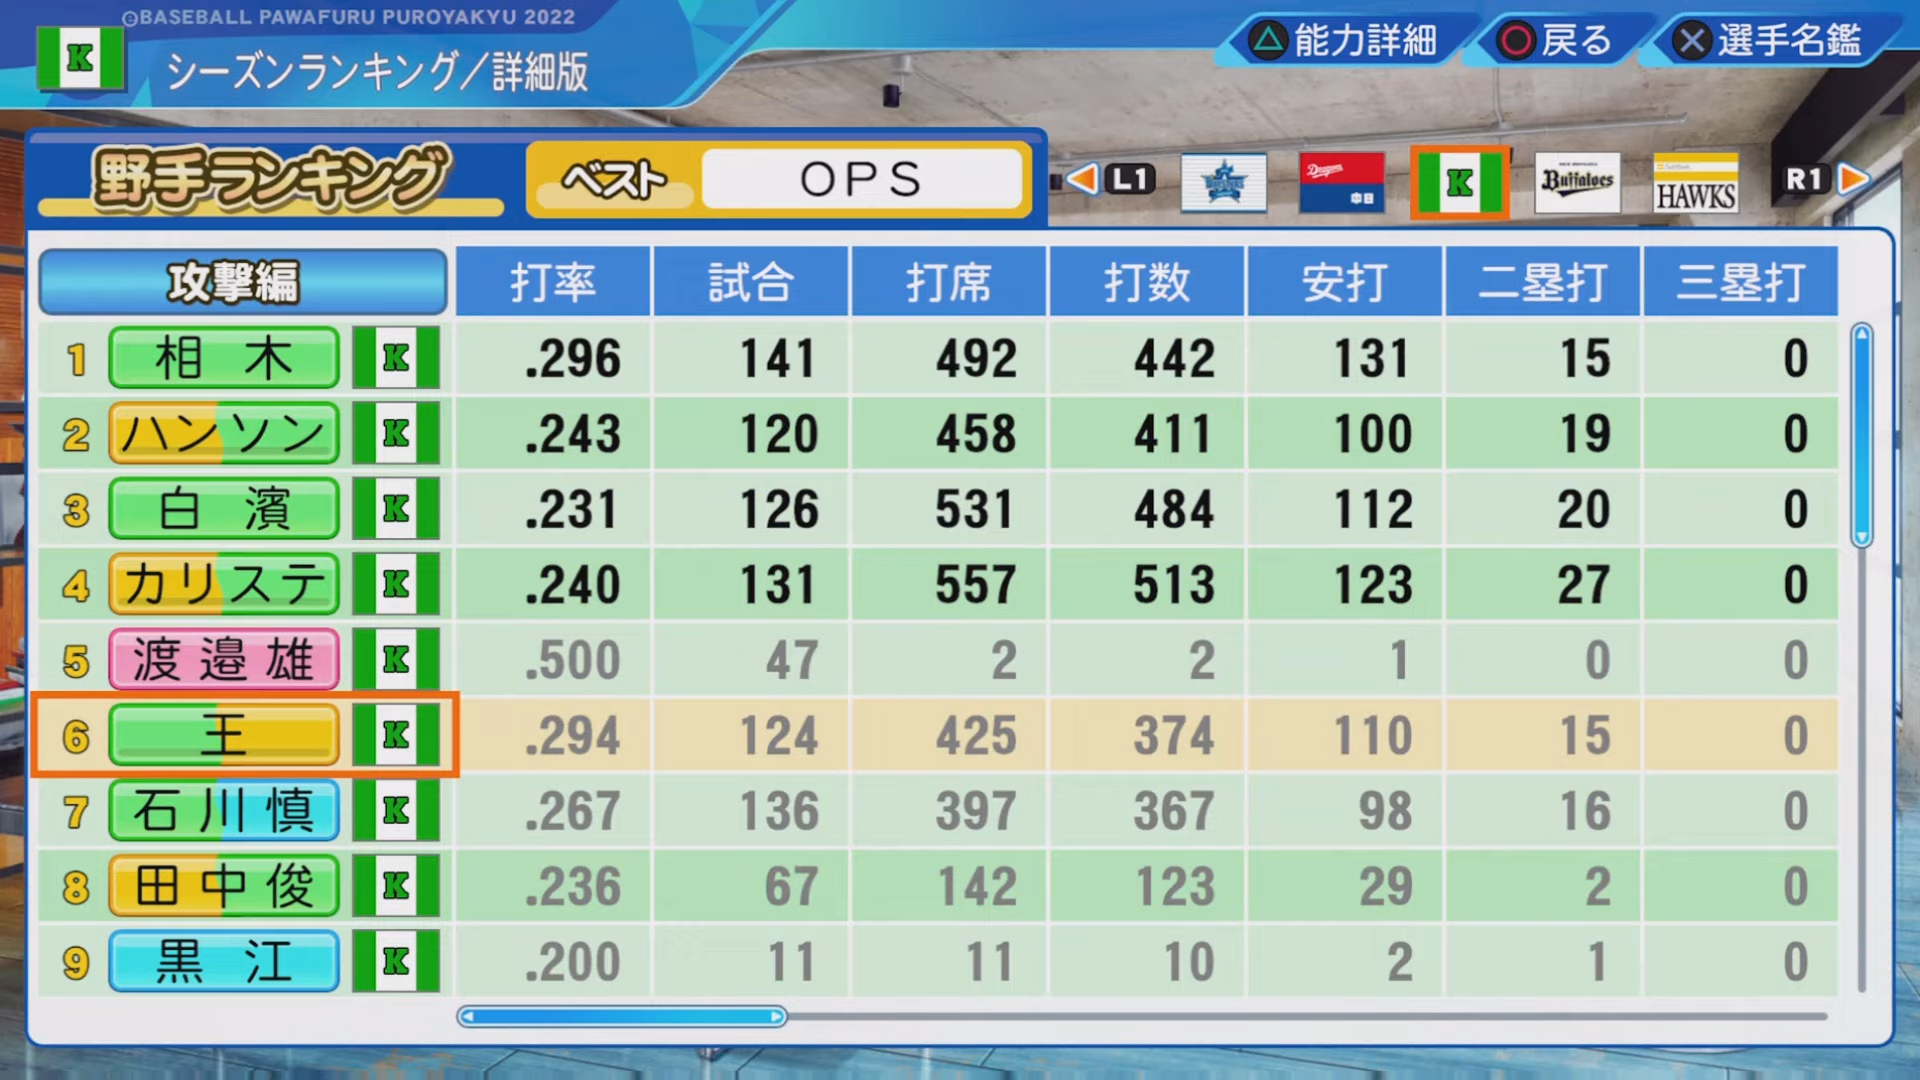 ©BASEBALL PAWAFURU PUROYAKYU 2022
K シーズンランキング／詳細版
△能力詳細 ○戻る ×選手名鑑
野手ランキング ベスト OPS
L1 Dragons 中日 K Buffaloes SoftBank HAWKS R1
攻撃編 打率 試合 打席 打数 安打 二塁打 三塁打
1 相木 K .296 141 492 442 131 15 0
2 ハンソン K .243 120 458 411 100 19 0
3 白濱 K .231 126 531 484 112 20 0
4 カリステ K .240 131 557 513 123 27 0
5 渡邉雄 K .500 47 2 2 1 0 0
6 王 K .294 124 425 374 110 15 0
7 石川慎 K .267 136 397 367 98 16 0
8 田中俊 K .236 67 142 123 29 2 0
9 黒江 K .200 11 11 10 2 1 0